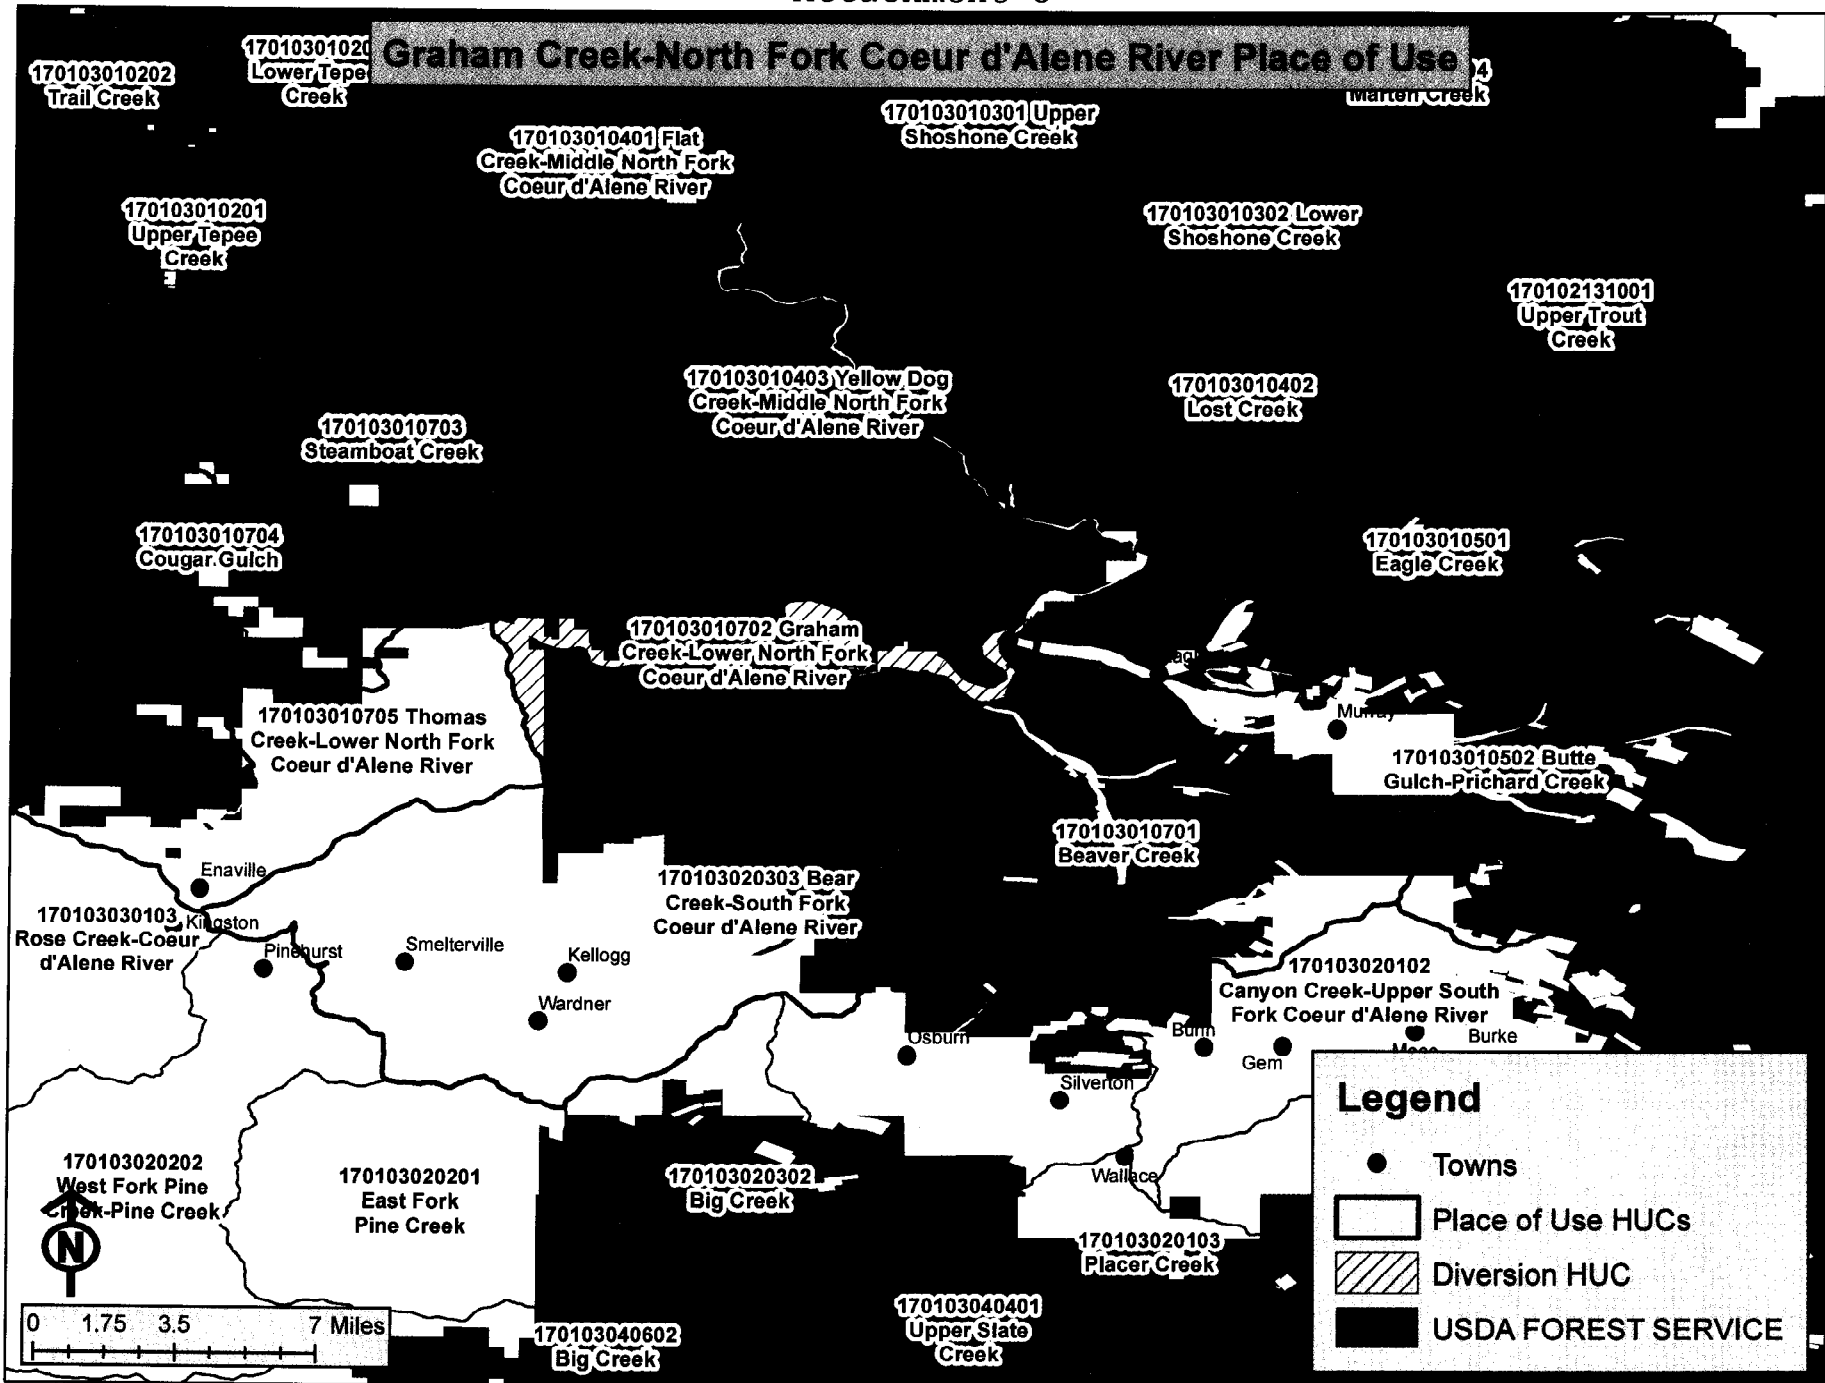 Graham Creek-North Fork Coeur d'Alene River Place of Use
170103010202
Trail Creek
17010301020
Lower Tepee
Creek
4
Marten Creek
170103010301 Upper
Shoshone Creek
170103010401 Flat
Creek-Middle North Fork
Coeur d'Alene River
170103010201
Upper Tepee
Creek
170103010302 Lower
Shoshone Creek
170102131001
Upper Trout
Creek
170103010403 Yellow Dog
Creek-Middle North Fork
Coeur d'Alene River
170103010402
Lost Creek
170103010703
Steamboat Creek
170103010704
Cougar Gulch
170103010501
Eagle Creek
170103010702 Graham
Creek-Lower North Fork
Coeur d'Alene River
170103010705 Thomas
Creek-Lower North Fork
Coeur d'Alene River
Murray
170103010502 Butte
Gulch-Prichard Creek
170103010701
Beaver Creek
Enaville
170103020303 Bear
Creek-South Fork
Coeur d'Alene River
170103030103
Rose Creek-Coeur
d'Alene River
Kingston
Pinehurst
Smelterville
Kellogg
Wardner
170103020102
Canyon Creek-Upper South
Fork Coeur d'Alene River
Osburn
Bunn
Gem
Burke
Silverton
Wallace
170103020202
West Fork Pine
Creek-Pine Creek
170103020201
East Fork
Pine Creek
170103020302
Big Creek
170103020103
Placer Creek
170103040401
Upper Slate
Creek
170103040602
Big Creek
N
0 1.75 3.5 7 Miles
Legend
Towns
Place of Use HUCs
Diversion HUC
USDA FOREST SERVICE